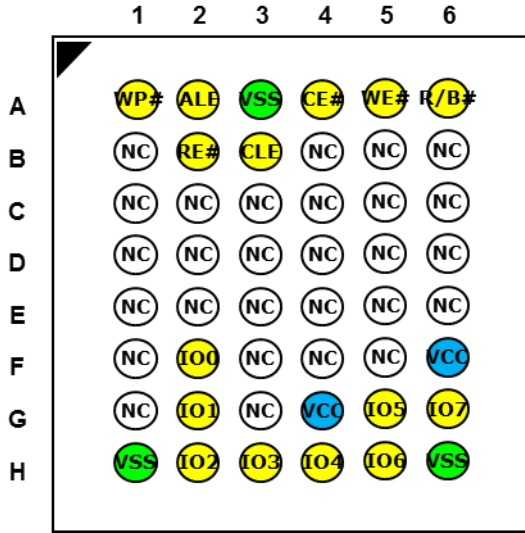 1 2 3 4 5 6
A WP# ALE VSS CE# WE# R/B#
B NC RE# CLE NC NC NC
C NC NC NC NC NC NC
D NC NC NC NC NC NC
E NC NC NC NC NC NC
F NC IO0 NC NC NC VCC
G NC IO1 NC VCC IO5 IO7
H VSS IO2 IO3 IO4 IO6 VSS